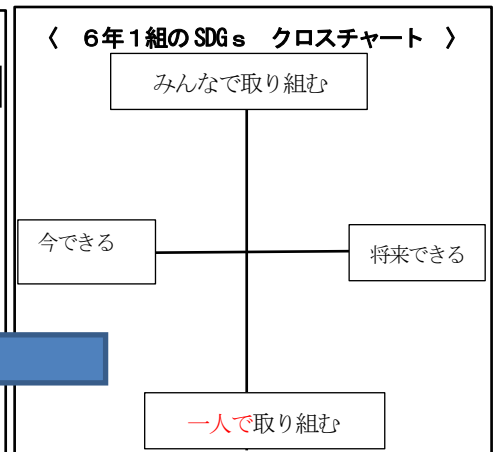 〈 ６年１組のSDGｓ クロスチャート 〉
みんなで取り組む
今できる
将来できる
一人で取り組む